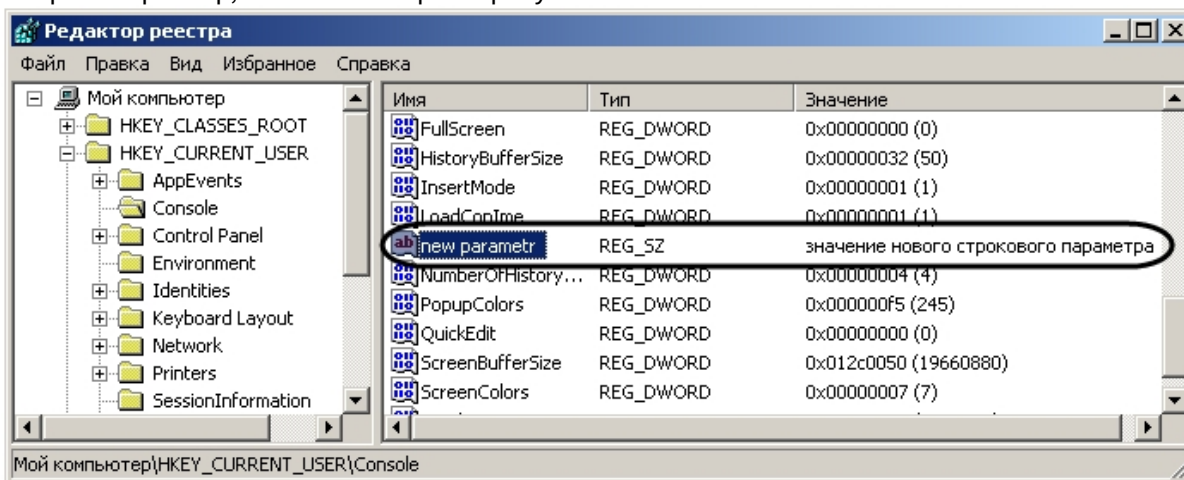 Редактор реестра
Файл Правка Вид Избранное Справка
Мой компьютер
HKEY_CLASSES_ROOT
HKEY_CURRENT_USER
AppEvents
Console
Control Panel
Environment
Identities
Keyboard Layout
Network
Printers
SessionInformation
Имя Тип Значение
FullScreen REG_DWORD 0x00000000 (0)
HistoryBufferSize REG_DWORD 0x00000032 (50)
InsertMode REG_DWORD 0x00000001 (1)
LoadConIme REG_DWORD 0x00000001 (1)
new parametr REG_SZ значение нового строкового параметра
NumberOfHistory... REG_DWORD 0x00000004 (4)
PopupColors REG_DWORD 0x000000f5 (245)
QuickEdit REG_DWORD 0x00000000 (0)
ScreenBufferSize REG_DWORD 0x012c0050 (19660880)
ScreenColors REG_DWORD 0x00000007 (7)
Мой компьютер\HKEY_CURRENT_USER\Console